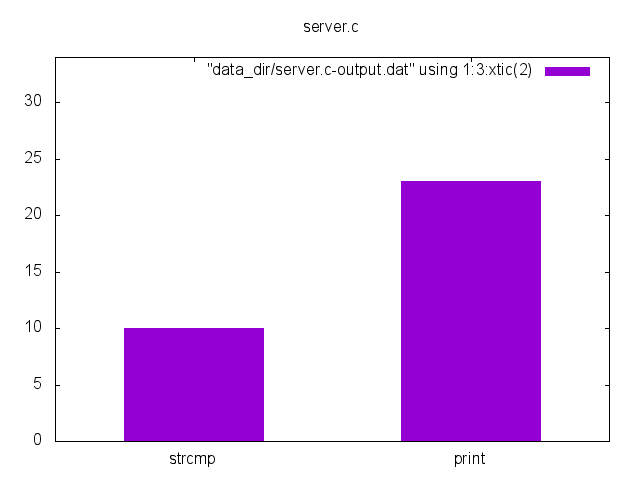 server.c
"data_dir/server.c-output.dat" using 1:3:xtic(2)
30
25
20
15
10
5
0
strcmp print